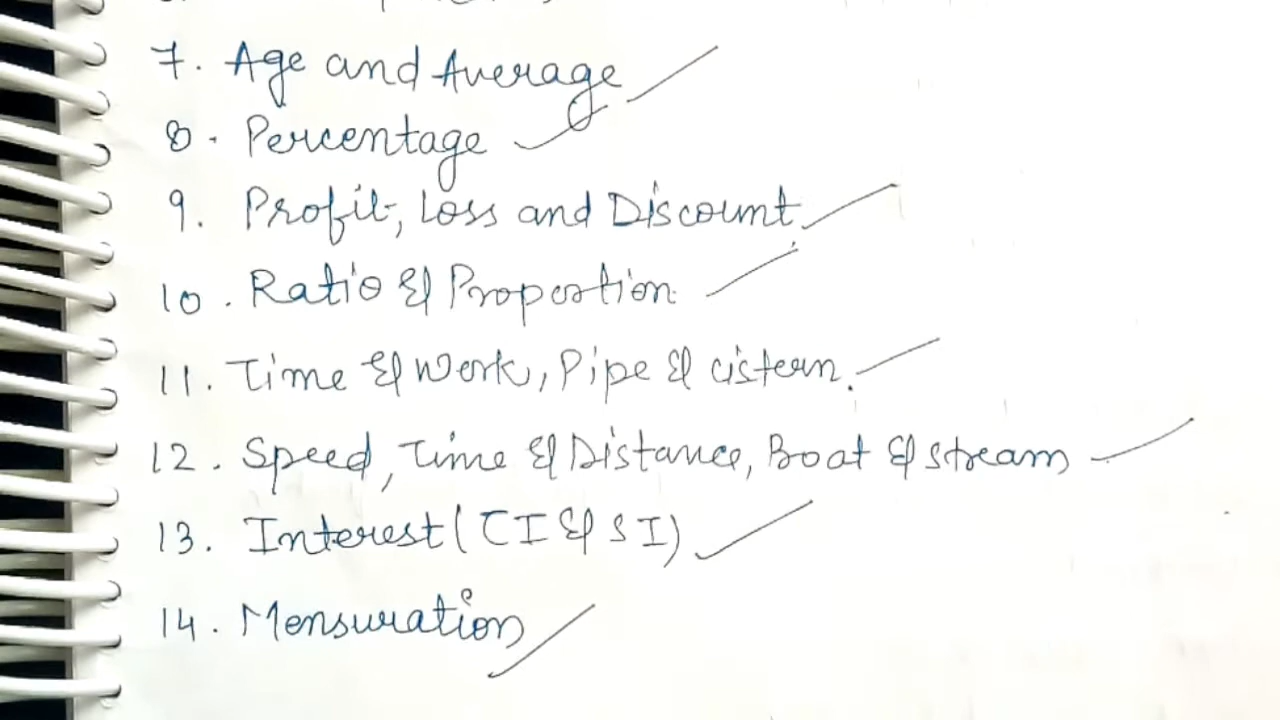 7. Age and Average
8. Percentage
9. Profit, Loss and Discount
10. Ratio & Proportion
11. Time & Work, Pipe & cistern.
12. Speed, Time & Distance, Boat & stream
13. Interest (CI & SI)
14. Mensuration